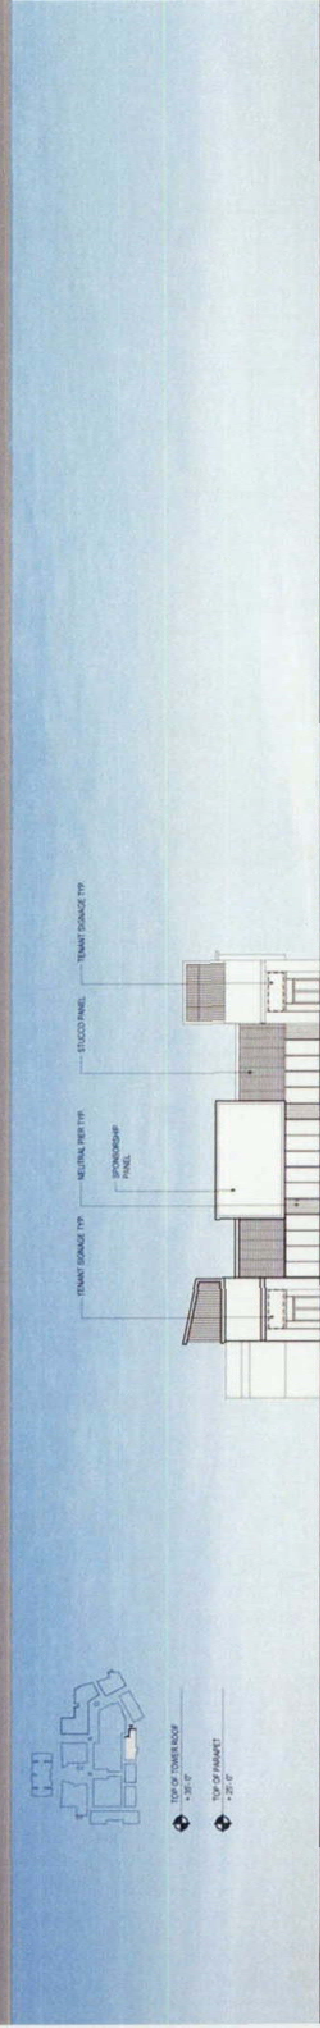 TENANT SIGNAGE TYP.
NEUTRAL PIER TYP.
SPONSORSHIP
PANEL
STUCCO PANEL
TENANT SIGNAGE TYP.
TOP OF TOWER ROOF
TOP OF PARAPET